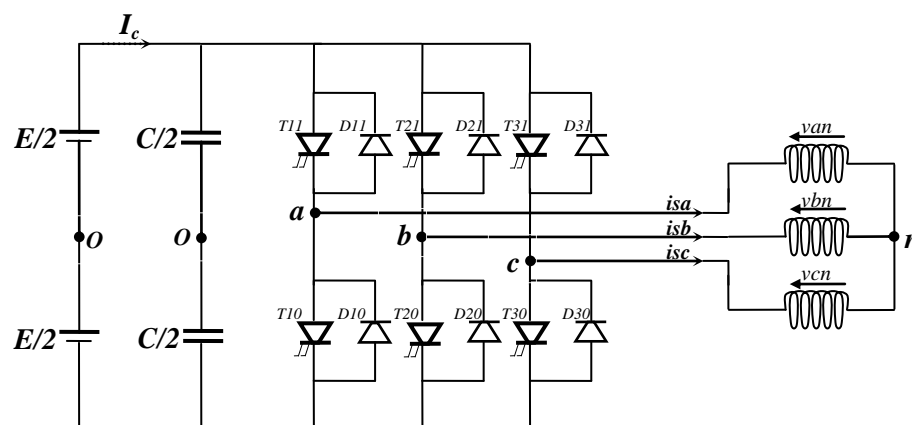 I_c
T11 D11 T21 D21 T31 D31
E/2 C/2
van
a isa
vbn
O O b isb n
c isc
vcn
T10 D10 T20 D20 T30 D30
E/2 C/2